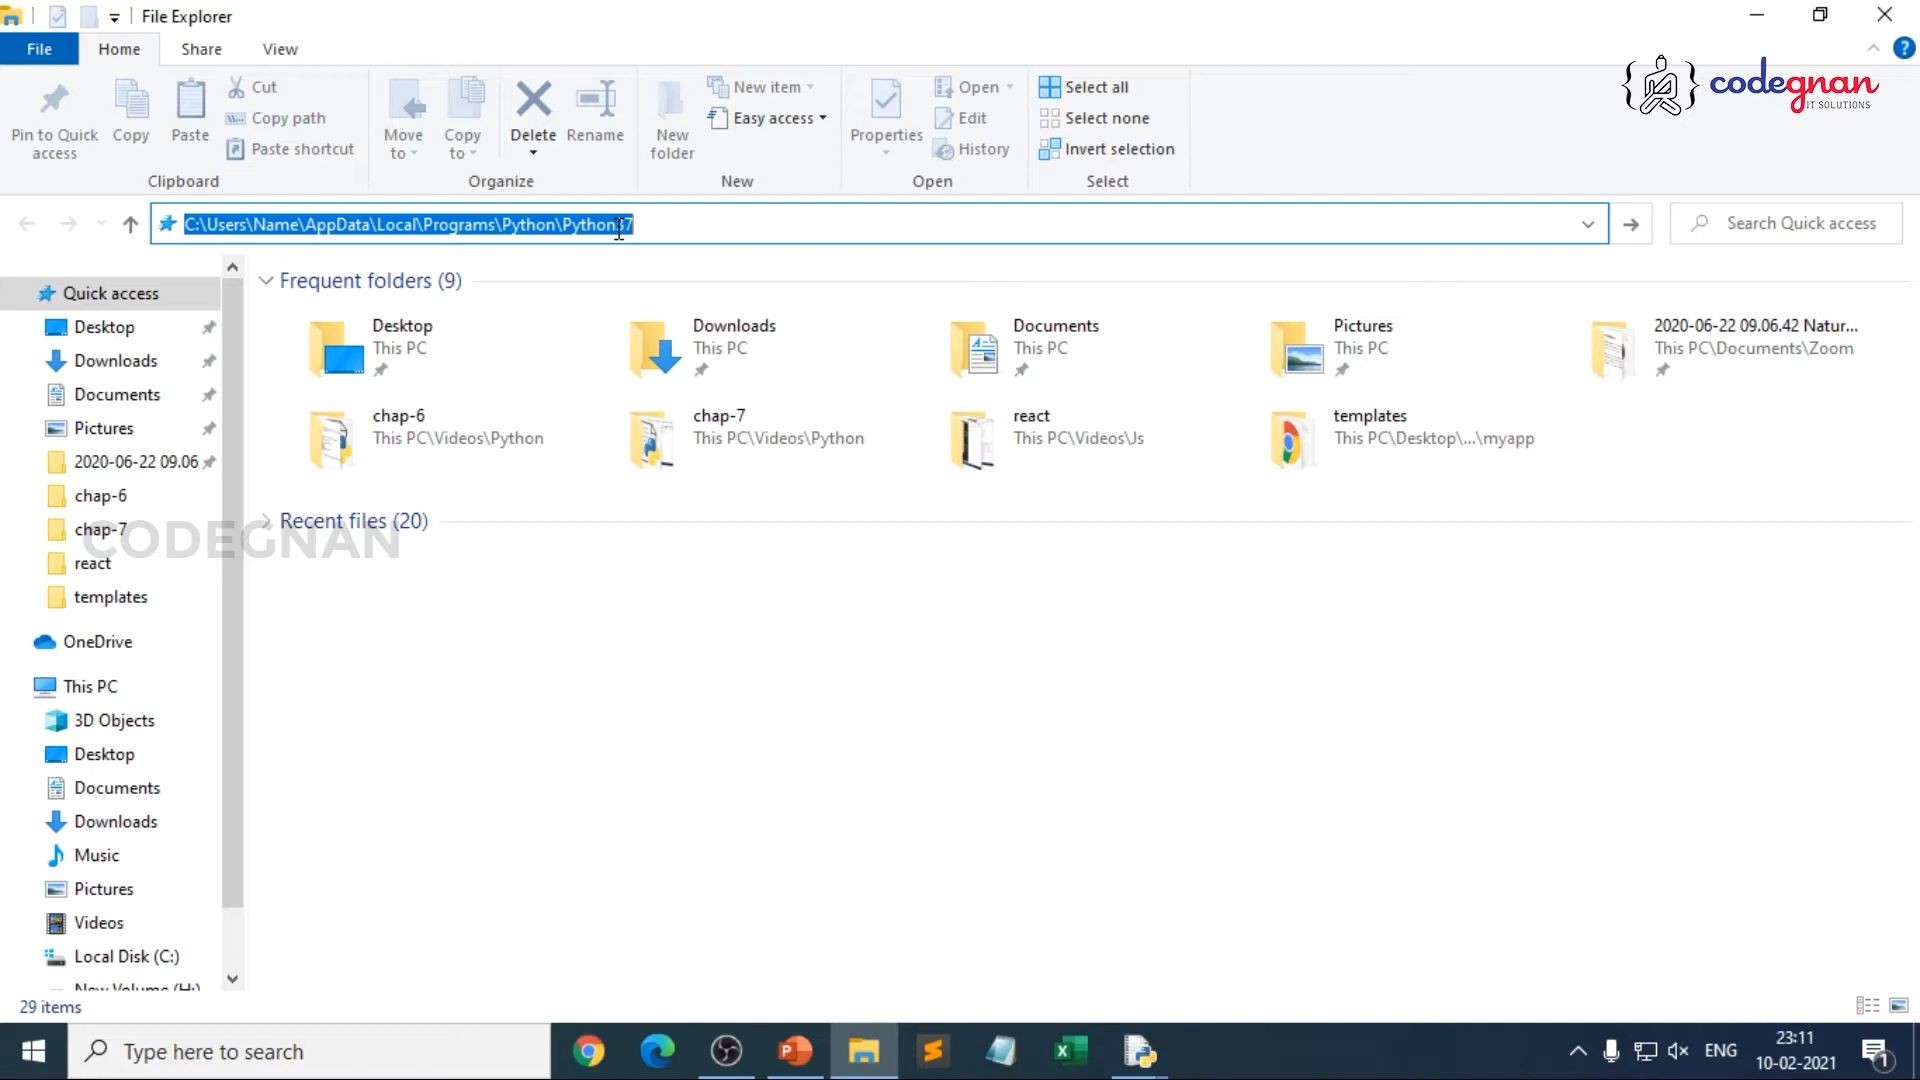 File Explorer
File
Home
Share
View
Pin to Quick
access
Copy
Paste
Cut
Copy path
Paste shortcut
Clipboard
Move
to
Copy
to
Delete
Rename
Organize
New
folder
New item
Easy access
New
Properties
Open
Edit
History
Open
Select all
Select none
Invert selection
Select
codegnan
IT SOLUTIONS
C:\Users\Name\AppData\Local\Programs\Python\Python37
Search Quick access
Quick access
Desktop
Downloads
Documents
Pictures
2020-06-22 09.06
chap-6
chap-7
react
templates
OneDrive
This PC
3D Objects
Desktop
Documents
Downloads
Music
Pictures
Videos
Local Disk (C:)
New Volume (H:)
Frequent folders (9)
Desktop
This PC
Downloads
This PC
Documents
This PC
Pictures
This PC
2020-06-22 09.06.42 Natur...
This PC\Documents\Zoom
chap-6
This PC\Videos\Python
chap-7
This PC\Videos\Python
react
This PC\Videos\Js
templates
This PC\Desktop\...\myapp
Recent files (20)
CODEGNAN
29 items
Type here to search
ENG
23:11
10-02-2021
1